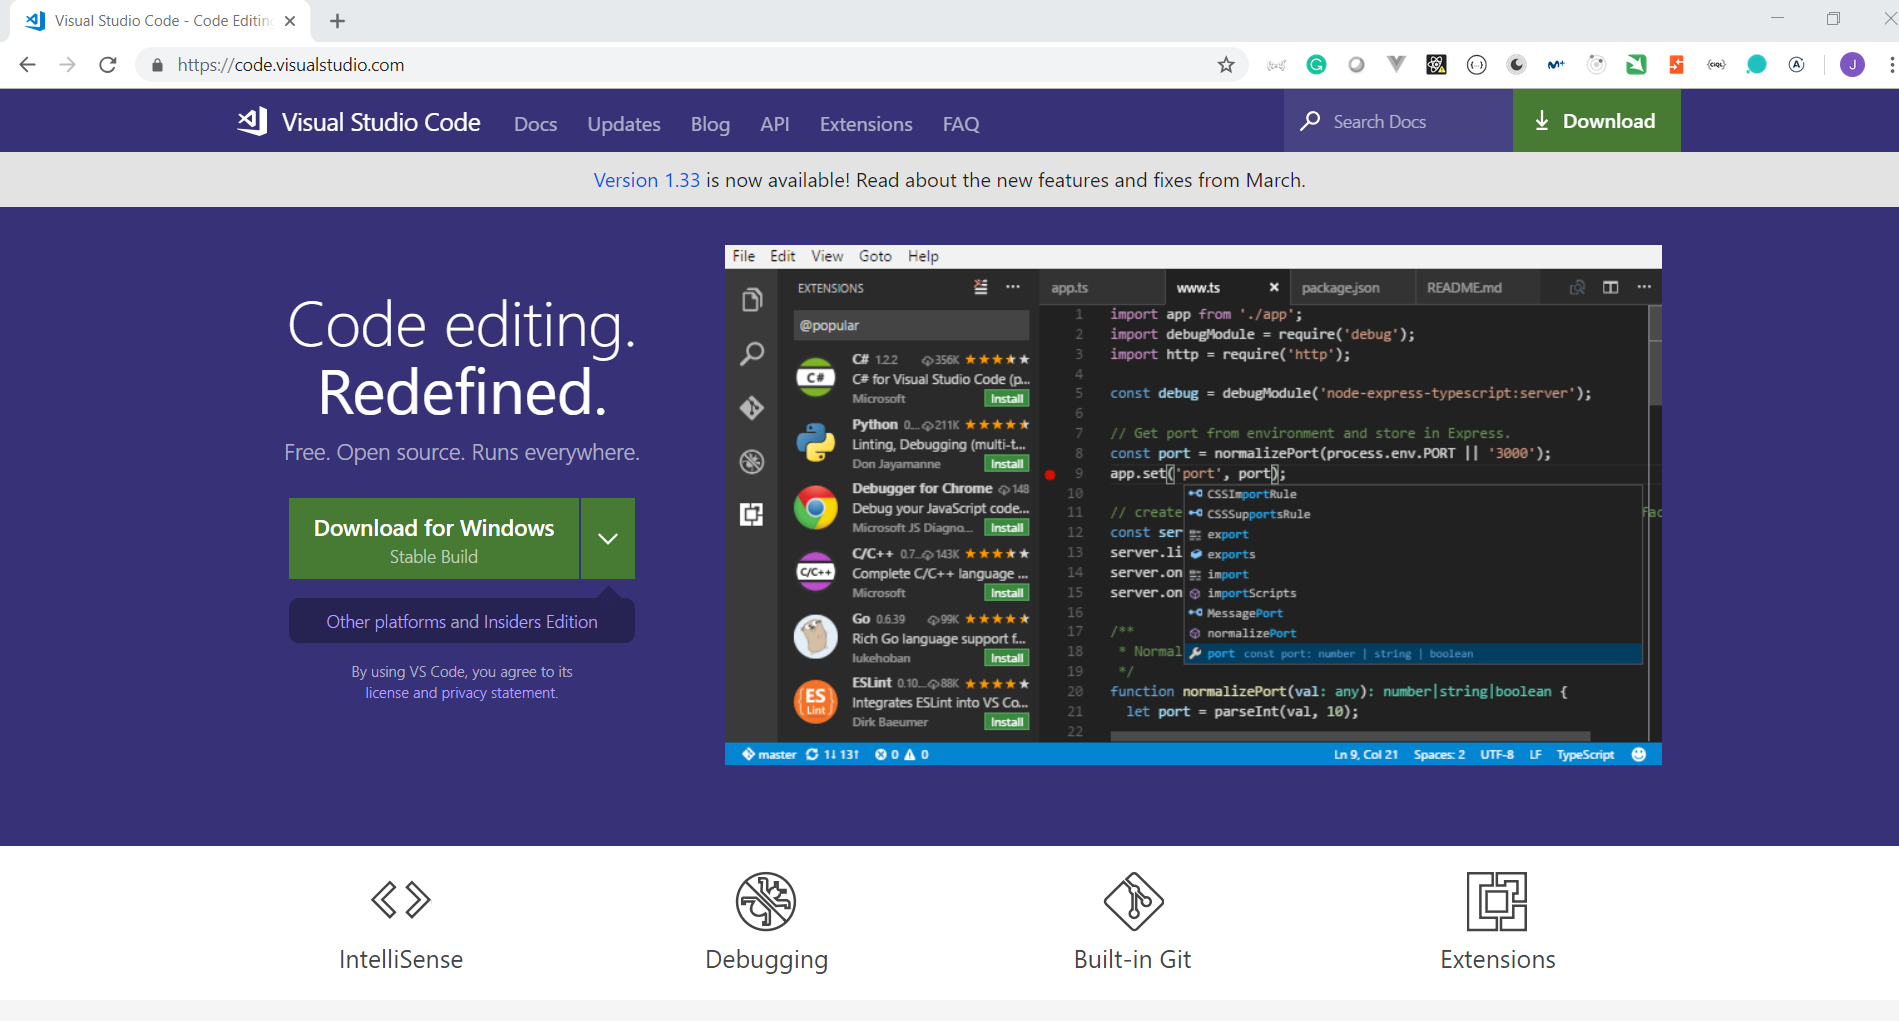 Visual Studio Code - Code Editing
https://code.visualstudio.com
J
Visual Studio Code Docs Updates Blog API Extensions FAQ Search Docs Download
Version 1.33 is now available! Read about the new features and fixes from March.
Code editing.
Redefined.
Free. Open source. Runs everywhere.
Download for Windows
Stable Build
Other platforms and Insiders Edition
By using VS Code, you agree to its
license and privacy statement.
File Edit View Goto Help
EXTENSIONS
@popular
C# 1.2.2 356K
C# for Visual Studio Code (p...
Microsoft Install
Python 0.... 211K
Linting, Debugging (multi-t...
Don Jayamanne Install
Debugger for Chrome 148
Debug your JavaScript code...
Microsoft JS Diagno... Install
C/C++ 0.7... 143K
Complete C/C++ language ...
Microsoft Install
Go 0.6.39 99K
Rich Go language support f...
lukehoban Install
ESLint 0.10... 88K
Integrates ESLint into VS Co...
Dirk Baeumer Install
C#
C/C++
ES
Lint
app.ts www.ts package.json README.md
1 import app from './app';
2 import debugModule = require('debug');
3 import http = require('http');
4
5 const debug = debugModule('node-express-typescript:server');
6
7 // Get port from environment and store in Express.
8 const port = normalizePort(process.env.PORT || '3000');
9 app.set('port', port);
10
11 // create
12 const ser
13 server.li
14 server.on
15 server.on
16
17 /**
18 * Normal
19 */
20 function normalizePort(val: any): number|string|boolean {
21 let port = parseInt(val, 10);
22
CSSImportRule
CSSSupportsRule
export
exports
import
importScripts
MessagePort
normalizePort
port const port: number | string | boolean
master 1↓ 13↑ 0 0 Ln 9, Col 21 Spaces: 2 UTF-8 LF TypeScript
IntelliSense
Debugging
Built-in Git
Extensions